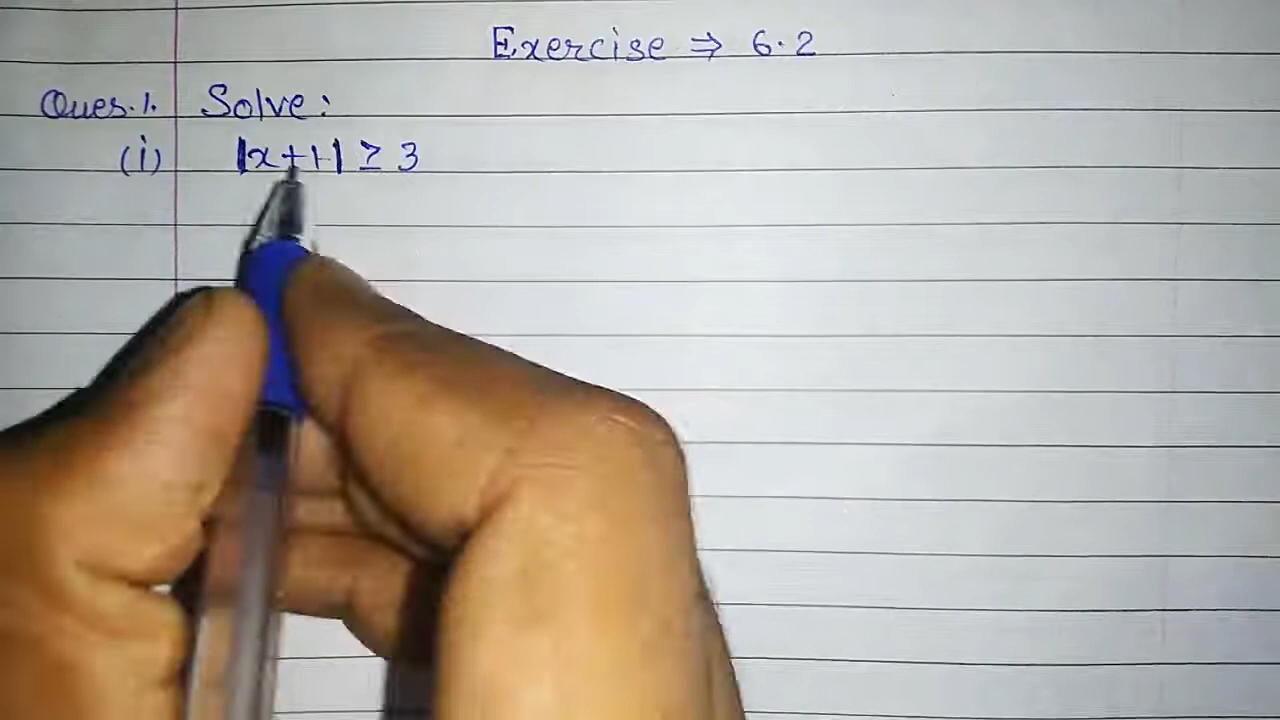 Exercise ⇒ 6.2
Ques.1. Solve:
(i) |x+1| ≥ 3